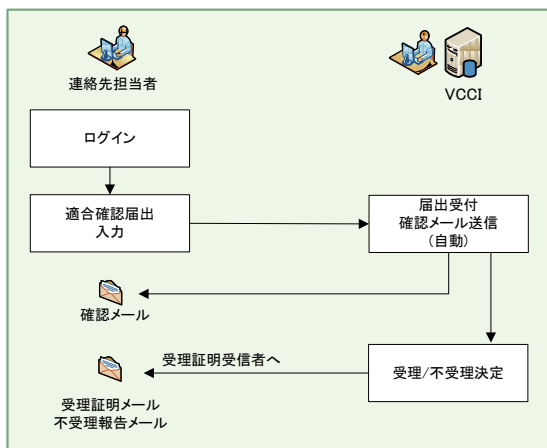 連絡先担当者
VCCI
ログイン
適合確認届出
入力
届出受付
確認メール送信
(自動)
確認メール
受理証明受信者へ
受理/不受理決定
受理証明メール
不受理報告メール